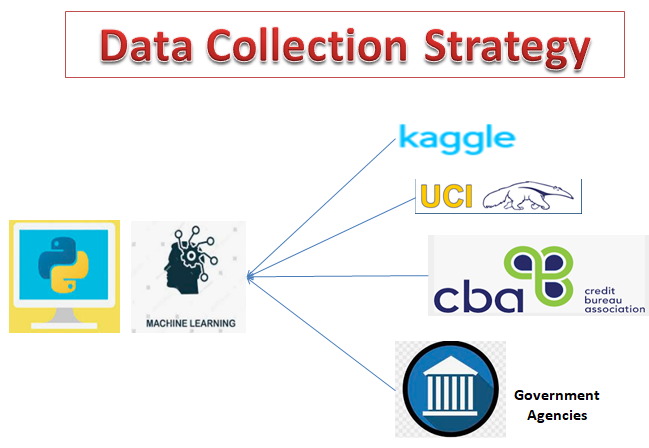 Data Collection Strategy
kaggle
UCI
cba credit
bureau
association
MACHINE LEARNING
Government
Agencies